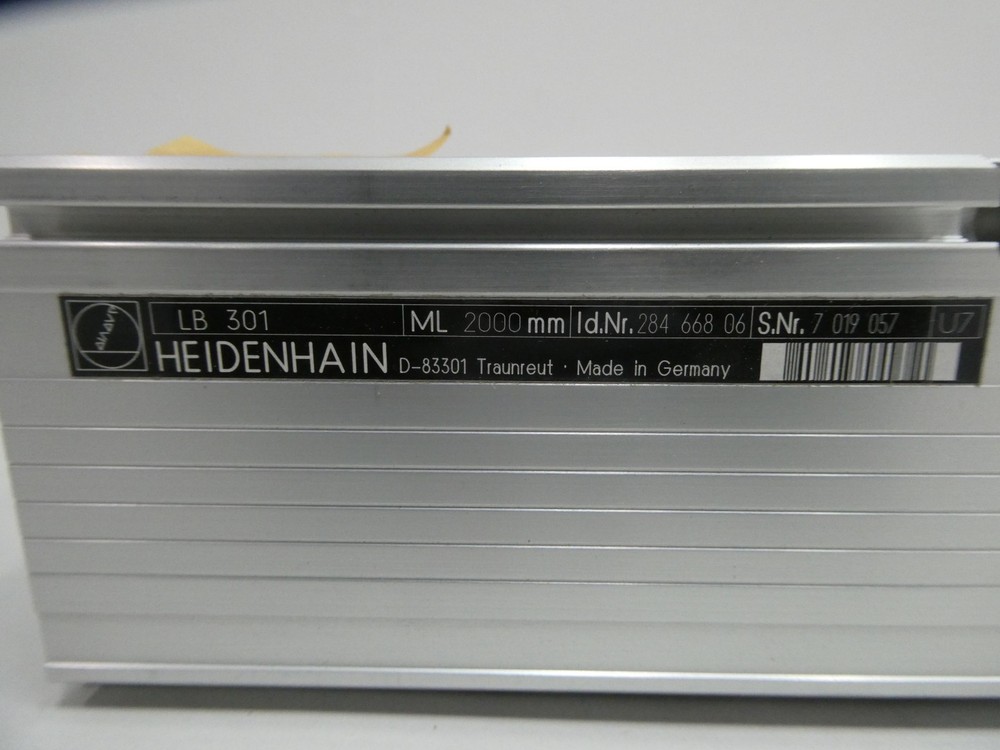 LB 301 ML 2000 mm Id.Nr. 284 668 06 S.Nr. 7 019 057 U7
HEIDENHAIN D-83301 Traunreut · Made in Germany